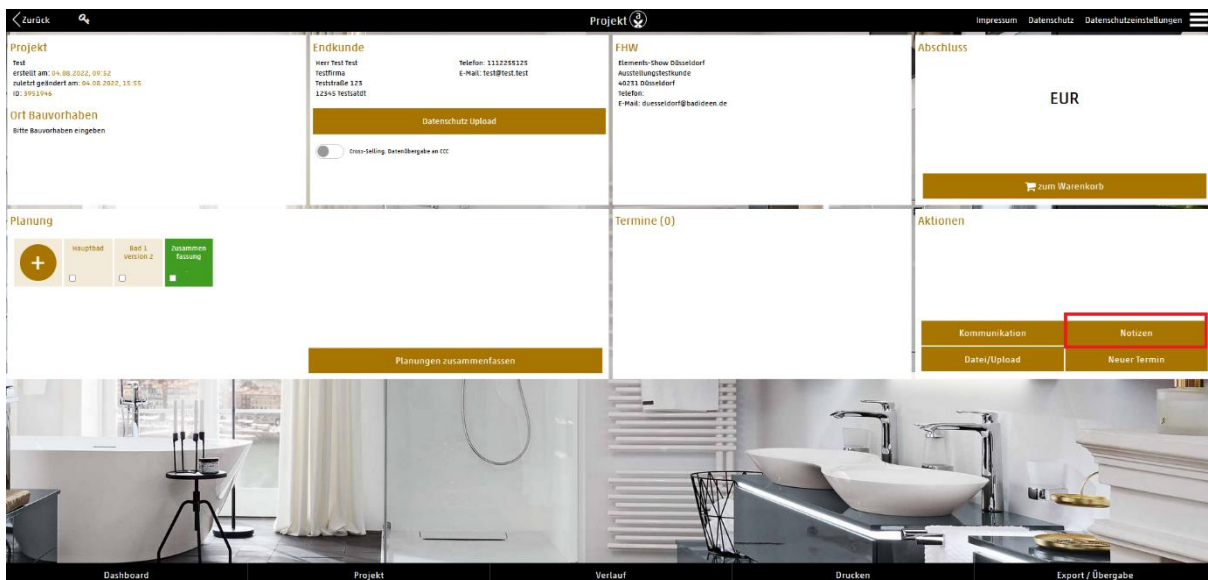 Zurück
Projekt
Impressum Datenschutz Datenschutzeinstellungen
Projekt
Test
erstellt am: 04.08.2022, 09:52
zuletzt geändert am: 04.08.2022, 15:55
ID: 3951946
Ort Bauvorhaben
Bitte Bauvorhaben eingeben
Endkunde
Herr Test Test
Testfirma
Teststraße 123
12345 Testsatdt
Telefon: 1112255125
E-Mail: test@test.test
Datenschutz Upload
Cross-Selling. Datenübergabe an CCC
FHW
Elements-Show Düsseldorf
Ausstellungstestkunde
40231 Düsseldorf
Telefon:
E-Mail: duesseldorf@badideen.de
Abschluss
EUR
zum Warenkorb
Planung
+
Hauptbad
Bad 1
Version 2
Zusammen
fassung
Planungen zusammenfassen
Termine (0)
Aktionen
Kommunikation
Notizen
Datei/Upload
Neuer Termin
Dashboard
Projekt
Verlauf
Drucken
Export / Übergabe